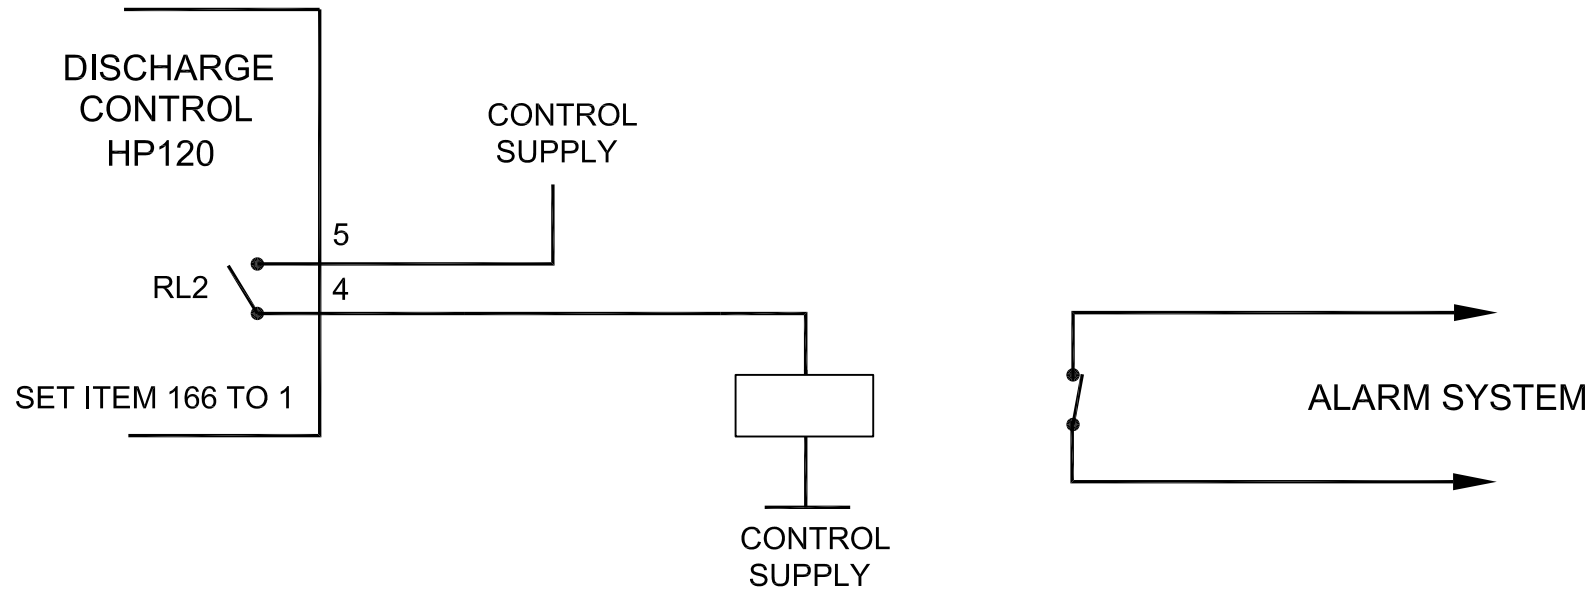 DISCHARGE
CONTROL
HP120
CONTROL
SUPPLY
5
RL2
4
SET ITEM 166 TO 1
ALARM SYSTEM
CONTROL
SUPPLY